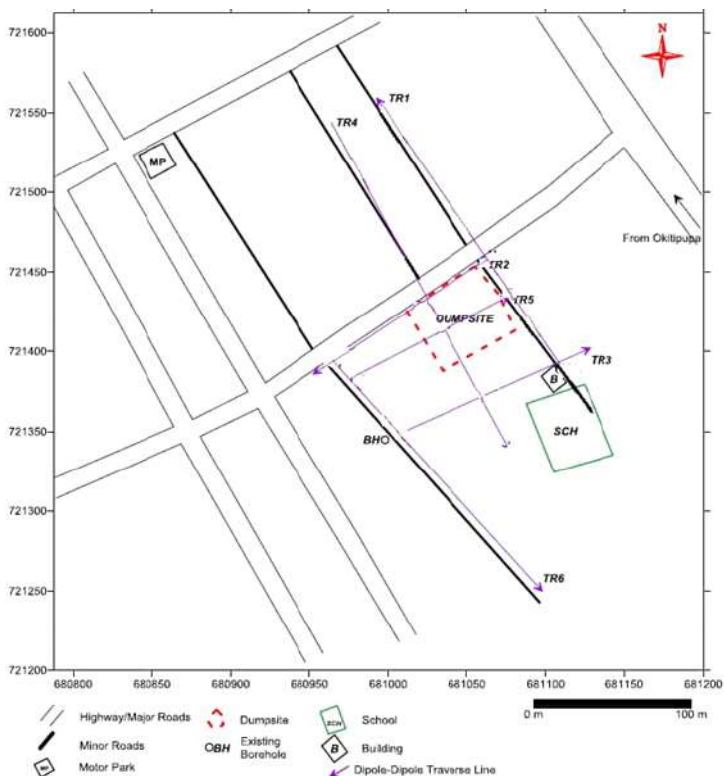 N
721600
TR1
721550
TR4
MP
721500
From Okitipupa
721450
TR2
TR5
DUMPSITE
721400
TR3
B
SCH
721350
BH
721300
TR6
721250
721200
680800 680850 680900 680950 681000 681050 681100 681150 681200
0 m 100 m
Highway/Major Roads
Dumpsite
SCH School
Minor Roads
BH Existing Borehole
B Building
MP Motor Park
Dipole-Dipole Traverse Line